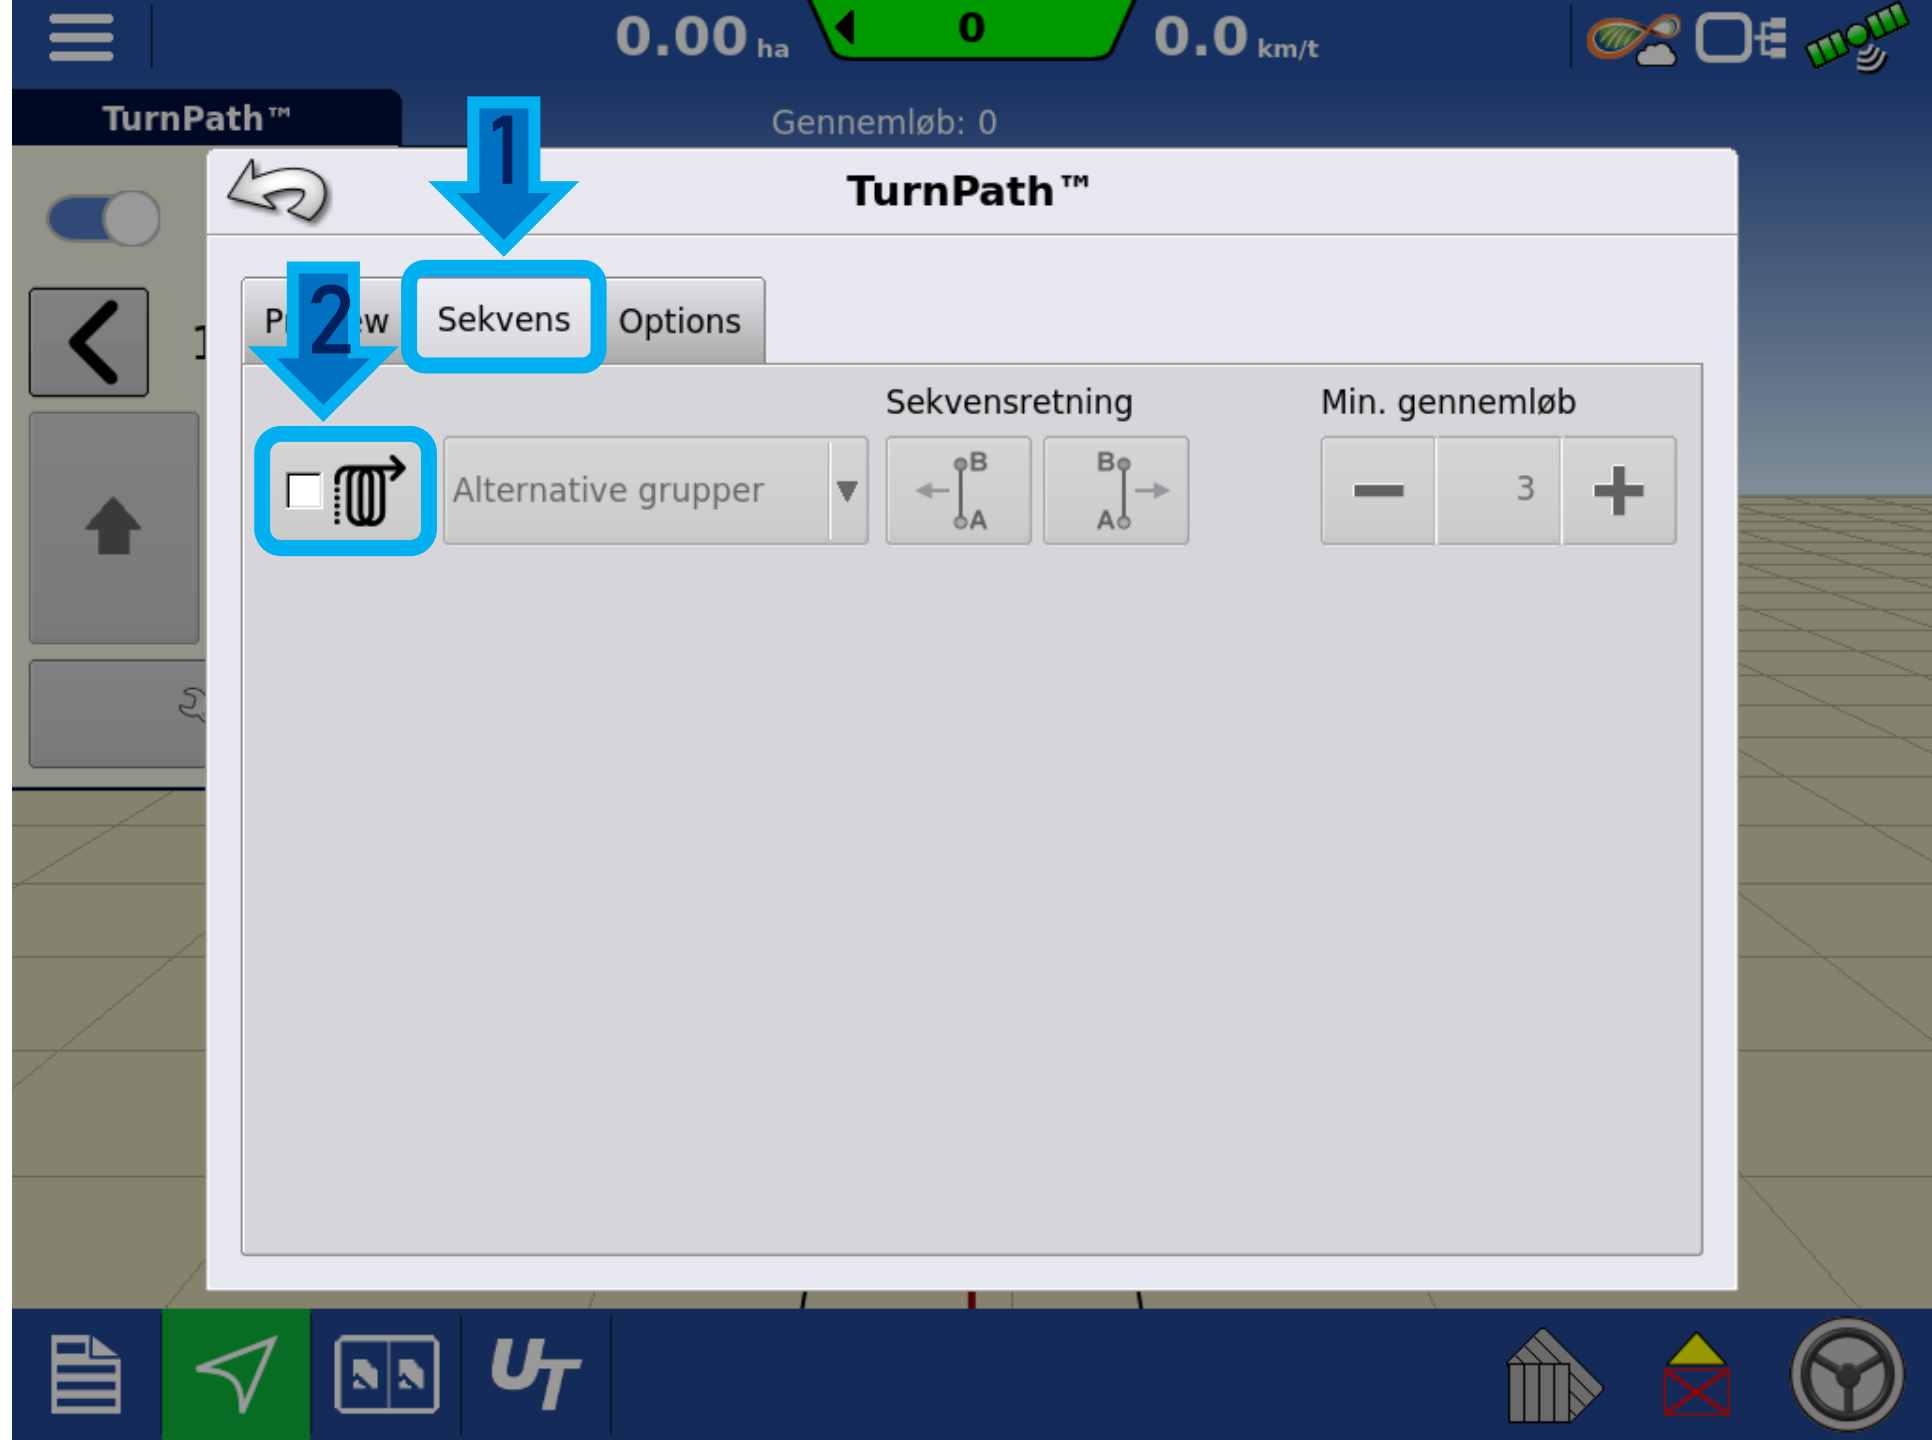 0.00 ha
0
0.0 km/t
TurnPath™
Gennemløb: 0
1
TurnPath™
2
Sekvens
Options
Sekvensretning
Min. gennemløb
Alternative grupper
B
A
B
A
3
UT